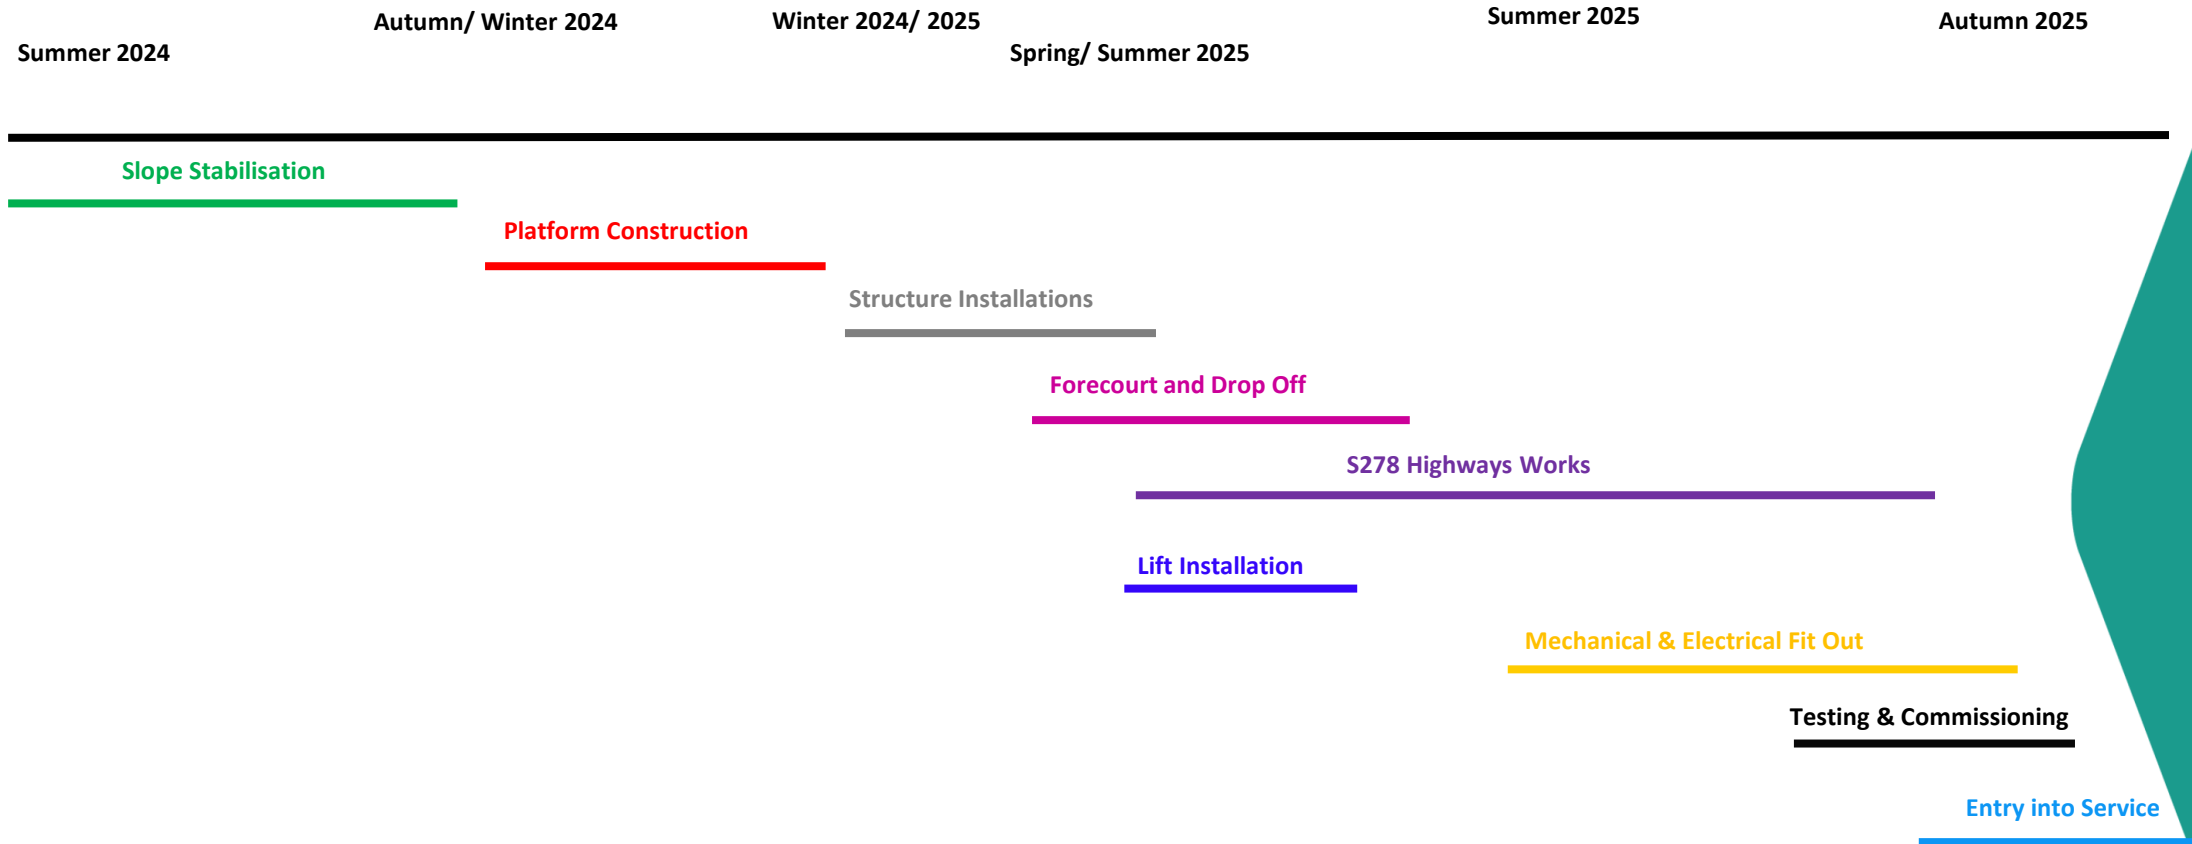 Summer 2024
Autumn/ Winter 2024
Winter 2024/ 2025
Spring/ Summer 2025
Summer 2025
Autumn 2025
Slope Stabilisation
Platform Construction
Structure Installations
Forecourt and Drop Off
S278 Highways Works
Lift Installation
Mechanical & Electrical Fit Out
Testing & Commissioning
Entry into Service